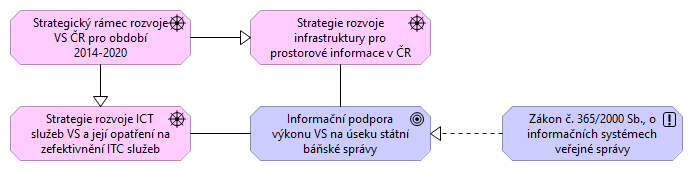 Strategický rámec rozvoje
VS ČR pro období
2014-2020
Strategie rozvoje
infrastruktury pro
prostorové informace v ČR
Strategie rozvoje ICT
služeb VS a její opatření na
zefektivnění ITC služeb
Informační podpora
výkonu VS na úseku státní
báňské správy
Zákon č. 365/2000 Sb., o
informačních systémech
veřejné správy